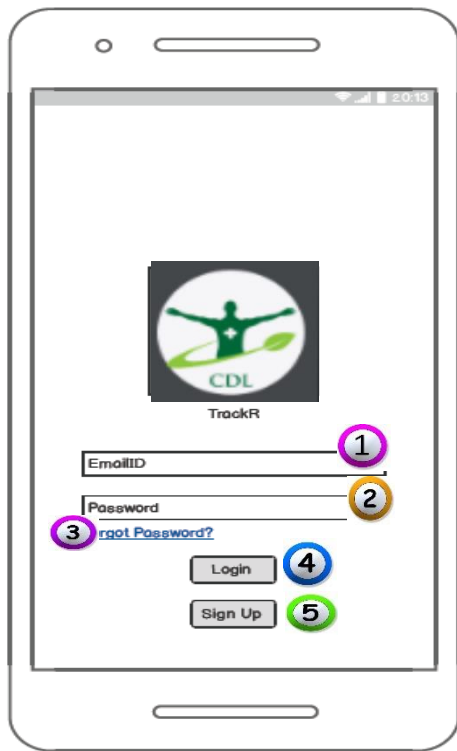 20:13
CDL
TrackR
EmailID
1
Password
2
3
rgot Password?
Login
4
Sign Up
5